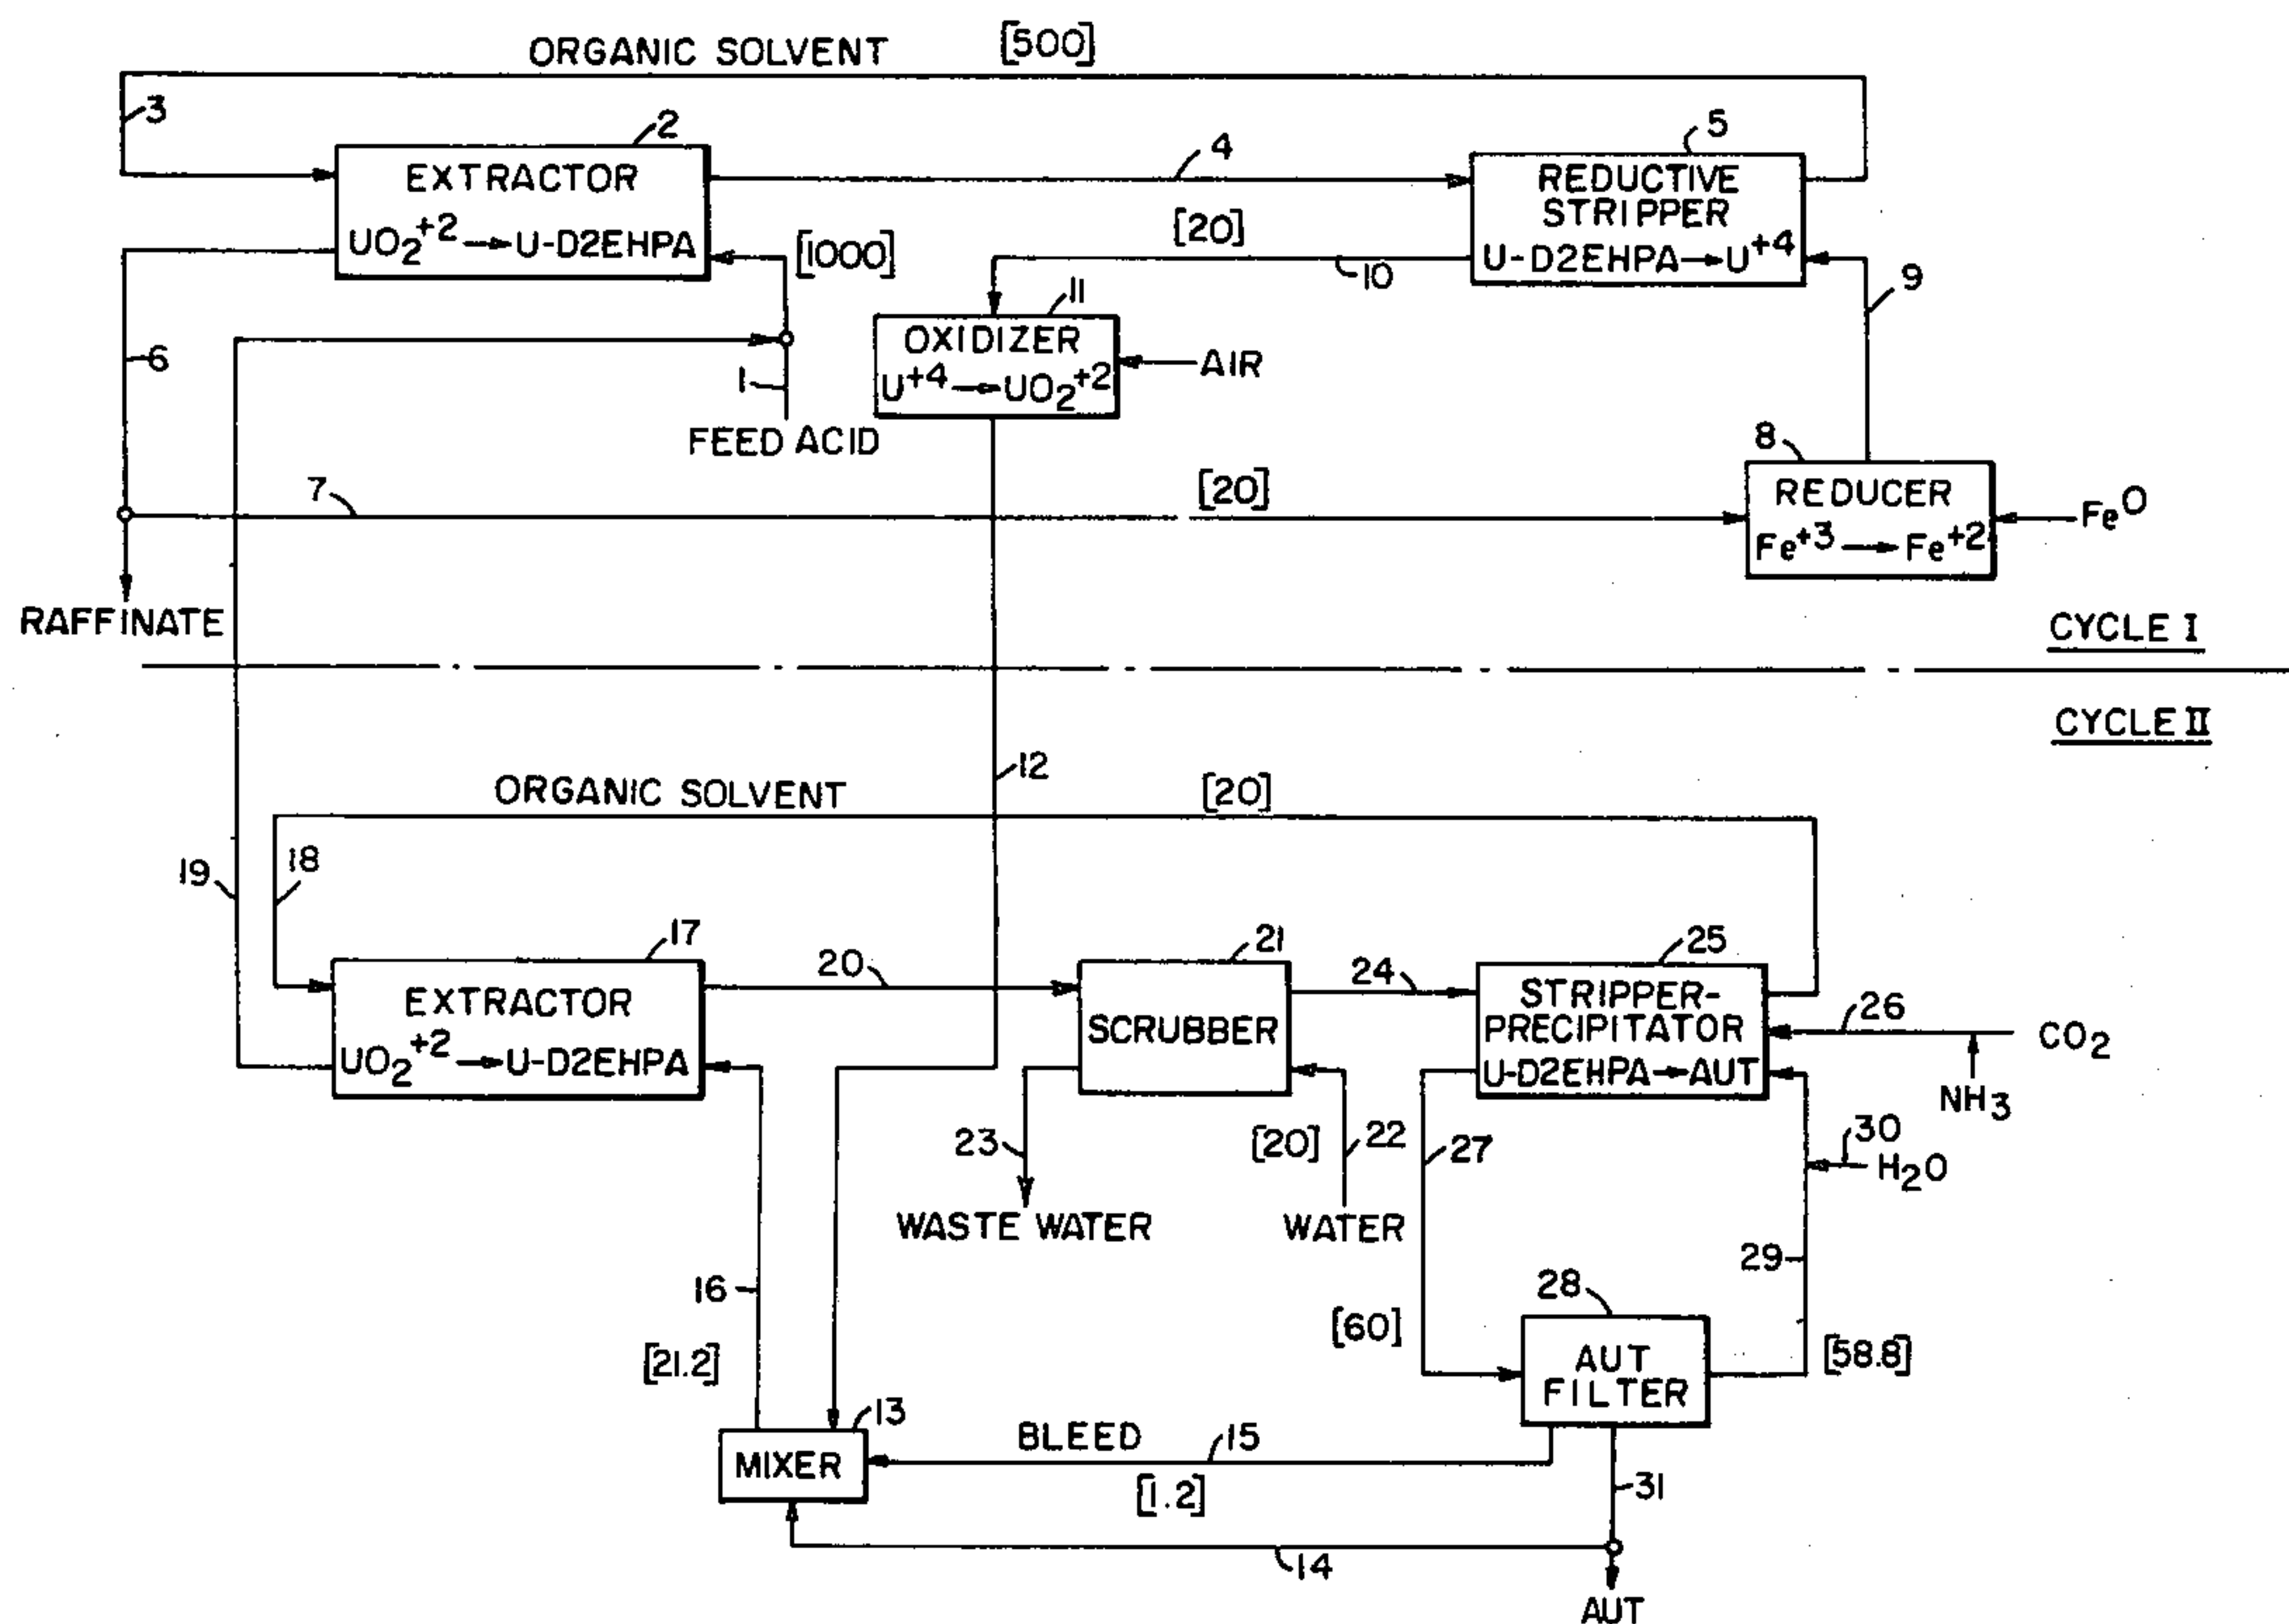 ORGANIC SOLVENT [500]
3
2
EXTRACTOR
UO₂⁺² → U-D2EHPA
4
5
REDUCTIVE
STRIPPER
U-D2EHPA → U⁺⁴
[1000]
[20]
10
9
6
1
FEED ACID
11
OXIDIZER
U⁺⁴ → UO₂⁺²
AIR
7
[20]
8
REDUCER
Fe⁺³ → Fe⁺²
Fe⁰
RAFFINATE
CYCLE I
CYCLE II
12
ORGANIC SOLVENT [20]
19
18
17
EXTRACTOR
UO₂⁺² → U-D2EHPA
20
21
SCRUBBER
24
25
STRIPPER-
PRECIPITATOR
U-D2EHPA → AUT
26
CO₂
NH₃
23
WASTE WATER
[20]
22
WATER
27
30
H₂O
29
16
[21.2]
[60]
28
AUT
FILTER
[58.8]
13
MIXER
BLEED
15
[1.2]
31
14
AUT